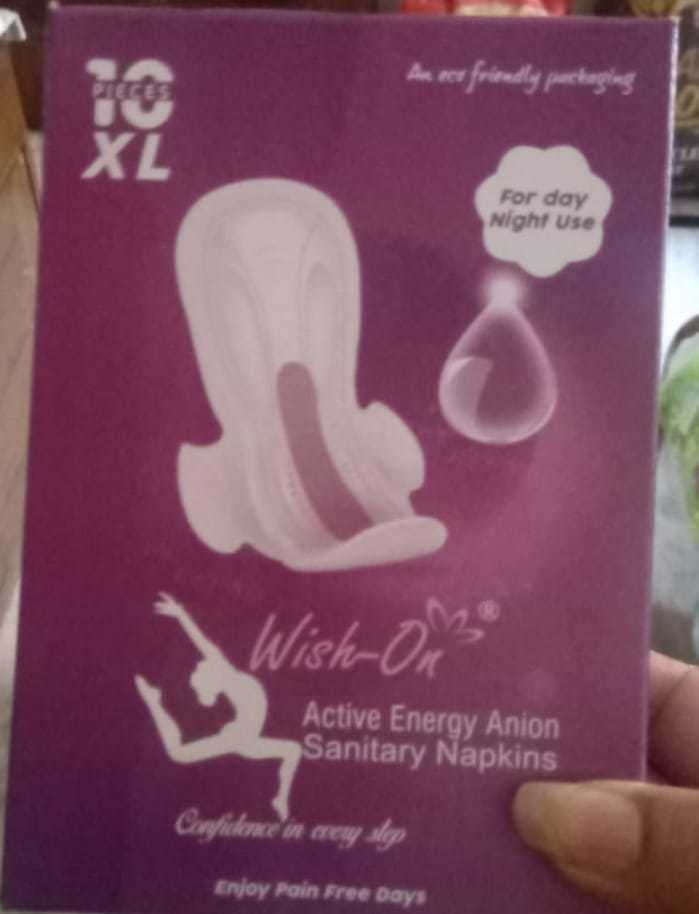 10
PIECES
XL
An eco friendly packaging
For day
Night Use
Wish-On®
Active Energy Anion
Sanitary Napkins
Confidence in every step
Enjoy Pain Free Days